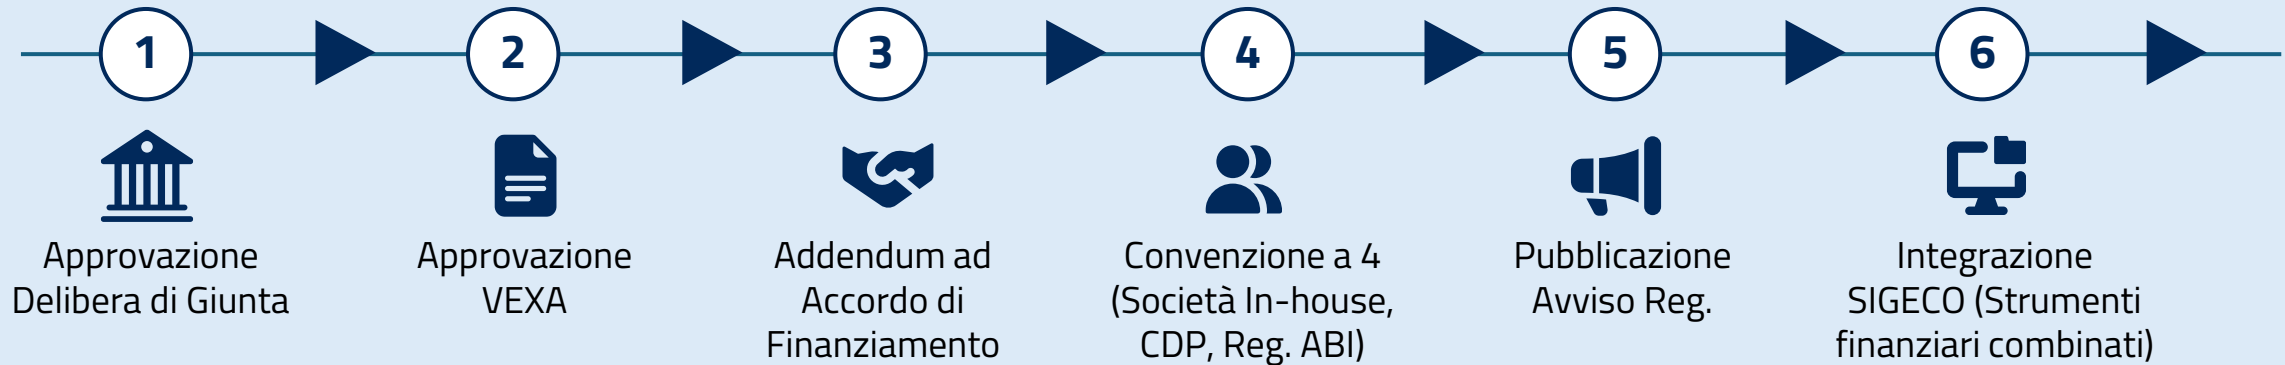 1
2
3
4
5
6
Approvazione
Delibera di Giunta
Approvazione
VEXA
Addendum ad
Accordo di
Finanziamento
Convenzione a 4
(Società In-house,
CDP, Reg. ABI)
Pubblicazione
Avviso Reg.
Integrazione
SIGECO (Strumenti
finanziari combinati)